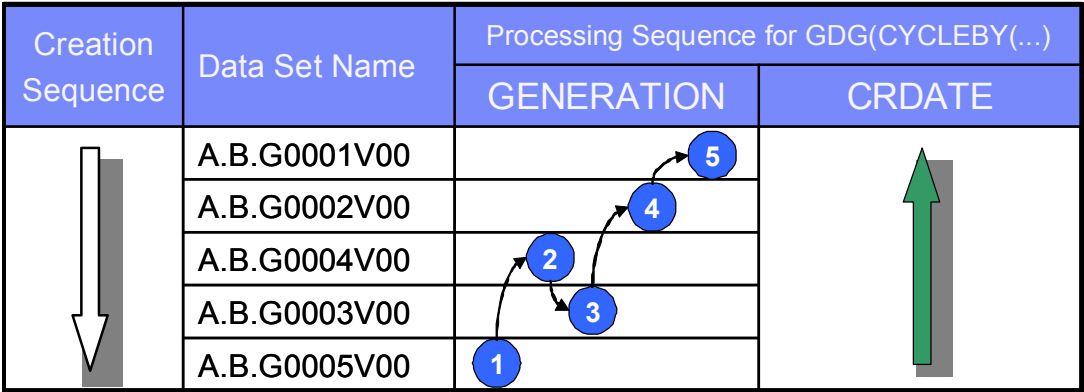 Creation
Sequence
Data Set Name
Processing Sequence for GDG(CYCLEBY(...)
GENERATION
CRDATE
A.B.G0001V00
5
A.B.G0002V00
4
A.B.G0004V00
2
A.B.G0003V00
3
A.B.G0005V00
1